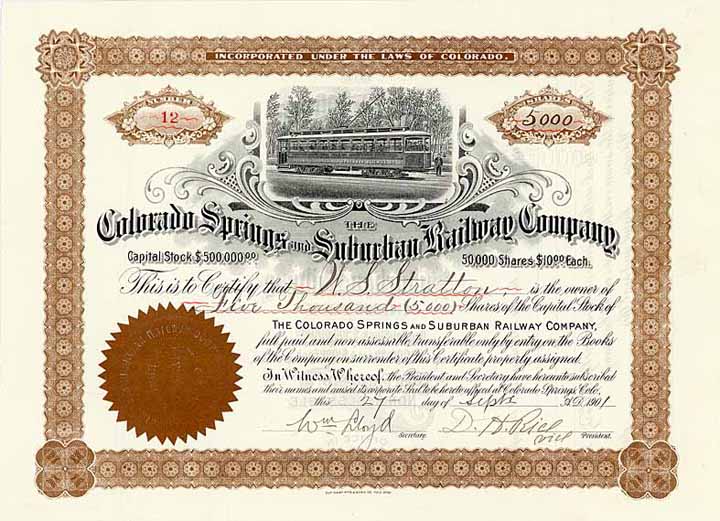 INCORPORATED UNDER THE LAWS OF COLORADO.
NUMBER
12
SHARES
5000
THE
Colorado Springs and Suburban Railway Company
Capital Stock $500,000.00
50,000 Shares $10.00 Each.
This is to Certify that W. S. Stratton is the owner of
Five Thousand (5,000) Shares of the Capital Stock of
THE COLORADO SPRINGS AND SUBURBAN RAILWAY COMPANY,
full paid and non assessable, transferable only by entry on the Books
of the Company on surrender of this Certificate properly assigned.
In Witness Whereof, the President and Secretary have hereunto subscribed
their names and caused its corporate Seal to be hereto affixed at Colorado Springs, Colo.
this 27 day of Sept A.D. 1901
Wm Lloyd
Secretary.
D. H. Rice
vice President.